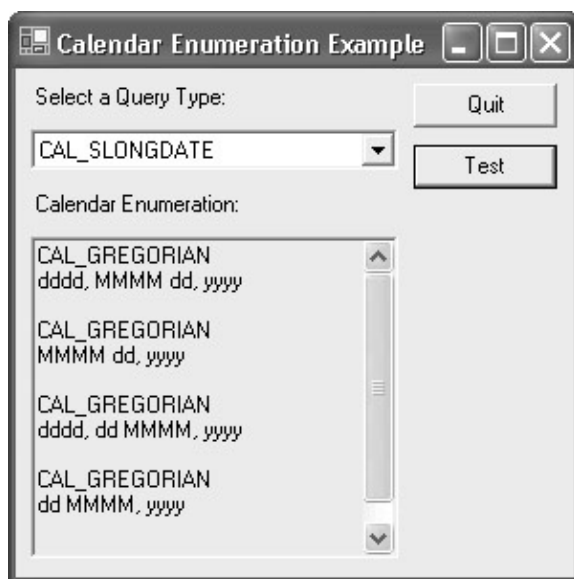 Calendar Enumeration Example
Select a Query Type:
Quit
CAL_SLONGDATE
Test
Calendar Enumeration:
CAL_GREGORIAN
dddd, MMMM dd, yyyy
CAL_GREGORIAN
MMMM dd, yyyy
CAL_GREGORIAN
dddd, dd MMMM, yyyy
CAL_GREGORIAN
dd MMMM, yyyy